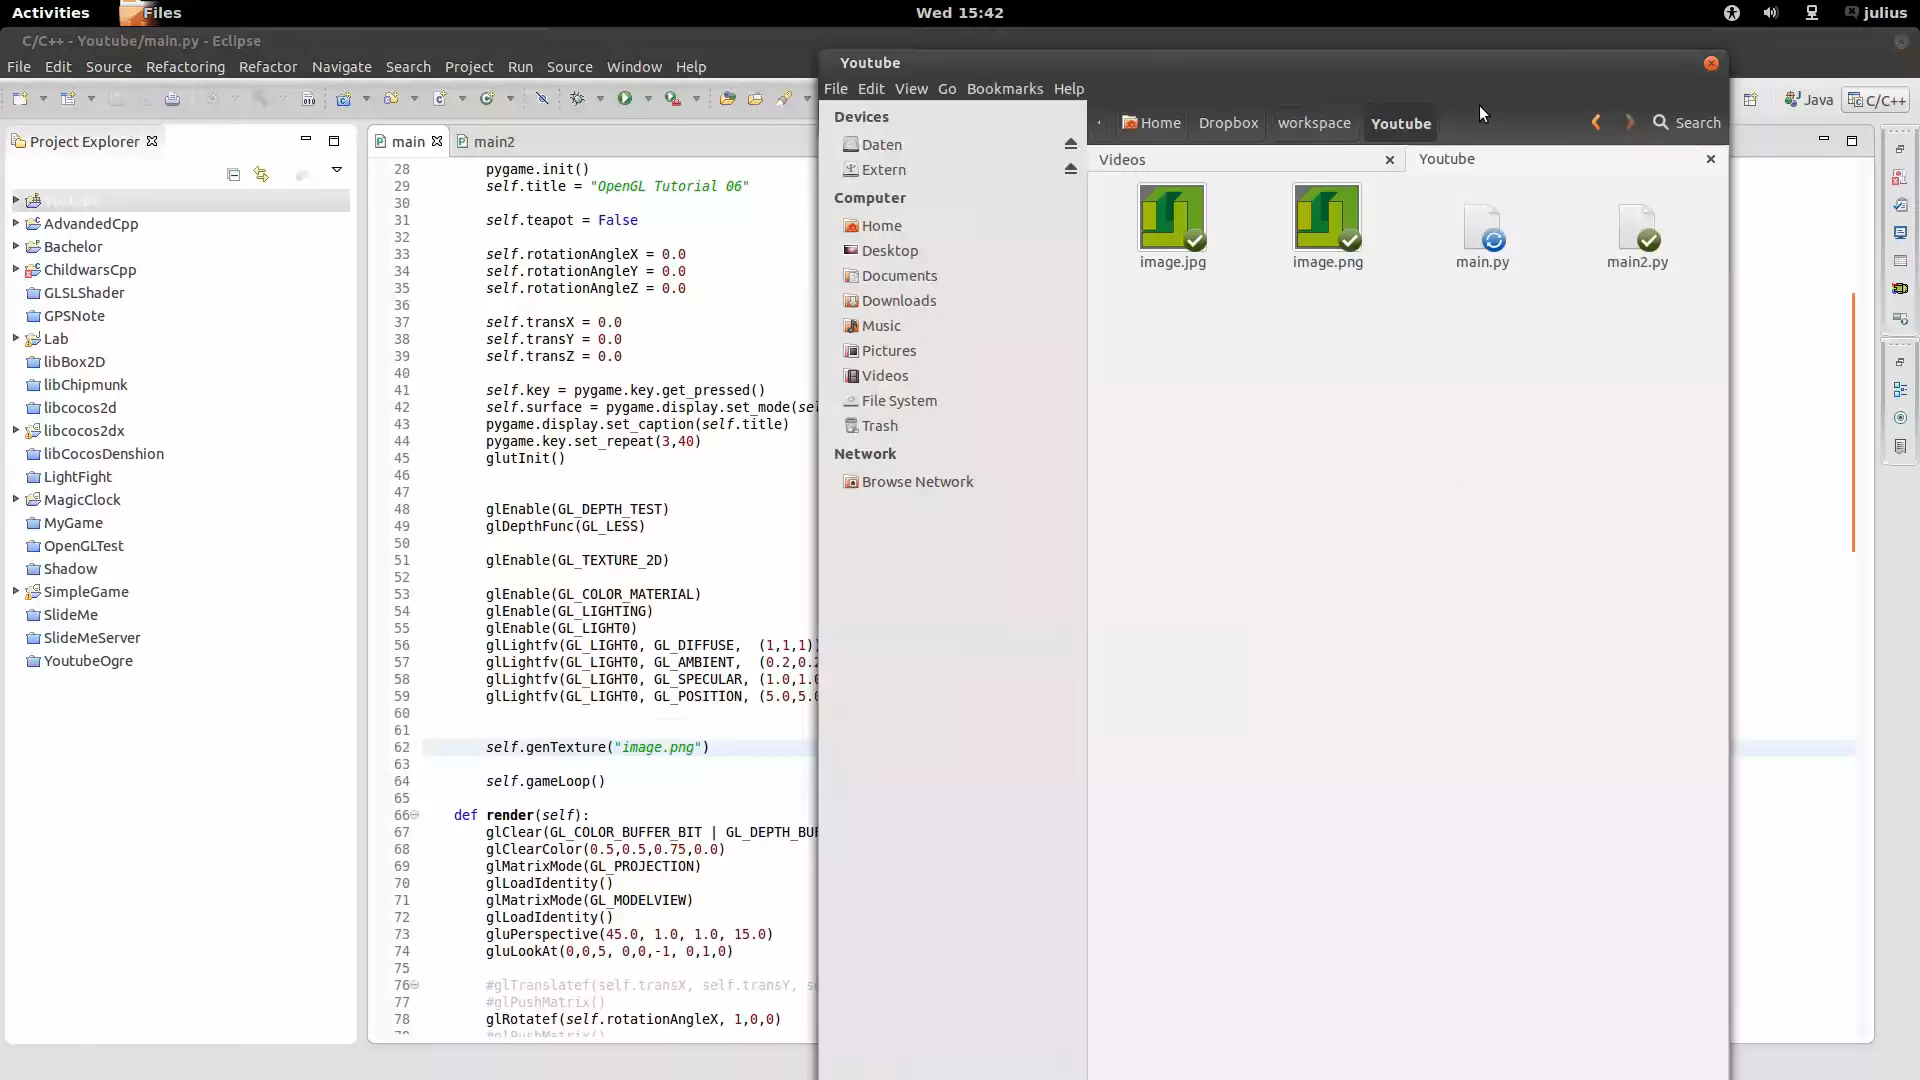 Activities Files Wed 15:42 julius
C/C++ - Youtube/main.py - Eclipse
File Edit Source Refactoring Refactor Navigate Search Project Run Source Window Help
Java C/C++
Project Explorer
AdvandedCpp
Bachelor
ChildwarsCpp
GLSLShader
GPSNote
Lab
libBox2D
libChipmunk
libcocos2d
libcocos2dx
libCocosDenshion
LightFight
MagicClock
MyGame
OpenGLTest
Shadow
SimpleGame
SlideMe
SlideMeServer
YoutubeOgre
main main2
28 pygame.init()
29 self.title = "OpenGL Tutorial 06"
30
31 self.teapot = False
32
33 self.rotationAngleX = 0.0
34 self.rotationAngleY = 0.0
35 self.rotationAngleZ = 0.0
36
37 self.transX = 0.0
38 self.transY = 0.0
39 self.transZ = 0.0
40
41 self.key = pygame.key.get_pressed()
42 self.surface = pygame.display.set_mode(sel
43 pygame.display.set_caption(self.title)
44 pygame.key.set_repeat(3,40)
45 glutInit()
46
47
48 glEnable(GL_DEPTH_TEST)
49 glDepthFunc(GL_LESS)
50
51 glEnable(GL_TEXTURE_2D)
52
53 glEnable(GL_COLOR_MATERIAL)
54 glEnable(GL_LIGHTING)
55 glEnable(GL_LIGHT0)
56 glLightfv(GL_LIGHT0, GL_DIFFUSE, (1,1,1)
57 glLightfv(GL_LIGHT0, GL_AMBIENT, (0.2,0.2
58 glLightfv(GL_LIGHT0, GL_SPECULAR, (1.0,1.0
59 glLightfv(GL_LIGHT0, GL_POSITION, (5.0,5.0
60
61
62 self.genTexture("image.png")
63
64 self.gameLoop()
65
66 def render(self):
67 glClear(GL_COLOR_BUFFER_BIT | GL_DEPTH_BUF
68 glClearColor(0.5,0.5,0.75,0.0)
69 glMatrixMode(GL_PROJECTION)
70 glLoadIdentity()
71 glMatrixMode(GL_MODELVIEW)
72 glLoadIdentity()
73 gluPerspective(45.0, 1.0, 1.0, 15.0)
74 gluLookAt(0,0,5, 0,0,-1, 0,1,0)
75
76 #glTranslatef(self.transX, self.transY, se
77 #glPushMatrix()
78 glRotatef(self.rotationAngleX, 1,0,0)
Youtube
File Edit View Go Bookmarks Help
Home Dropbox workspace Youtube Search
Devices
Daten
Extern
Computer
Home
Desktop
Documents
Downloads
Music
Pictures
Videos
File System
Trash
Network
Browse Network
Videos Youtube
image.jpg image.png main.py main2.py